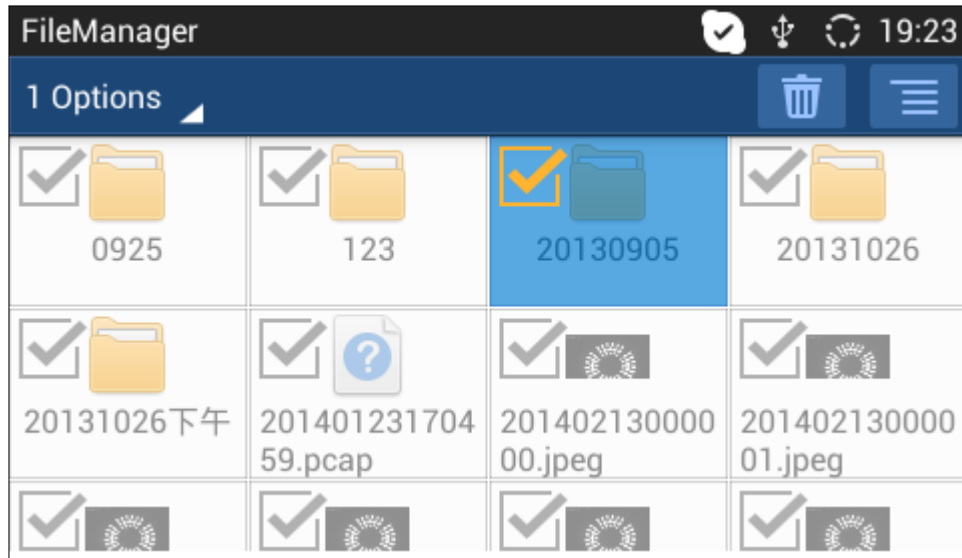 FileManager 19:23
1 Options
0925 123 20130905 20131026
20131026下午 201401231704 201402130000 201402130000
59.pcap 00.jpeg 01.jpeg